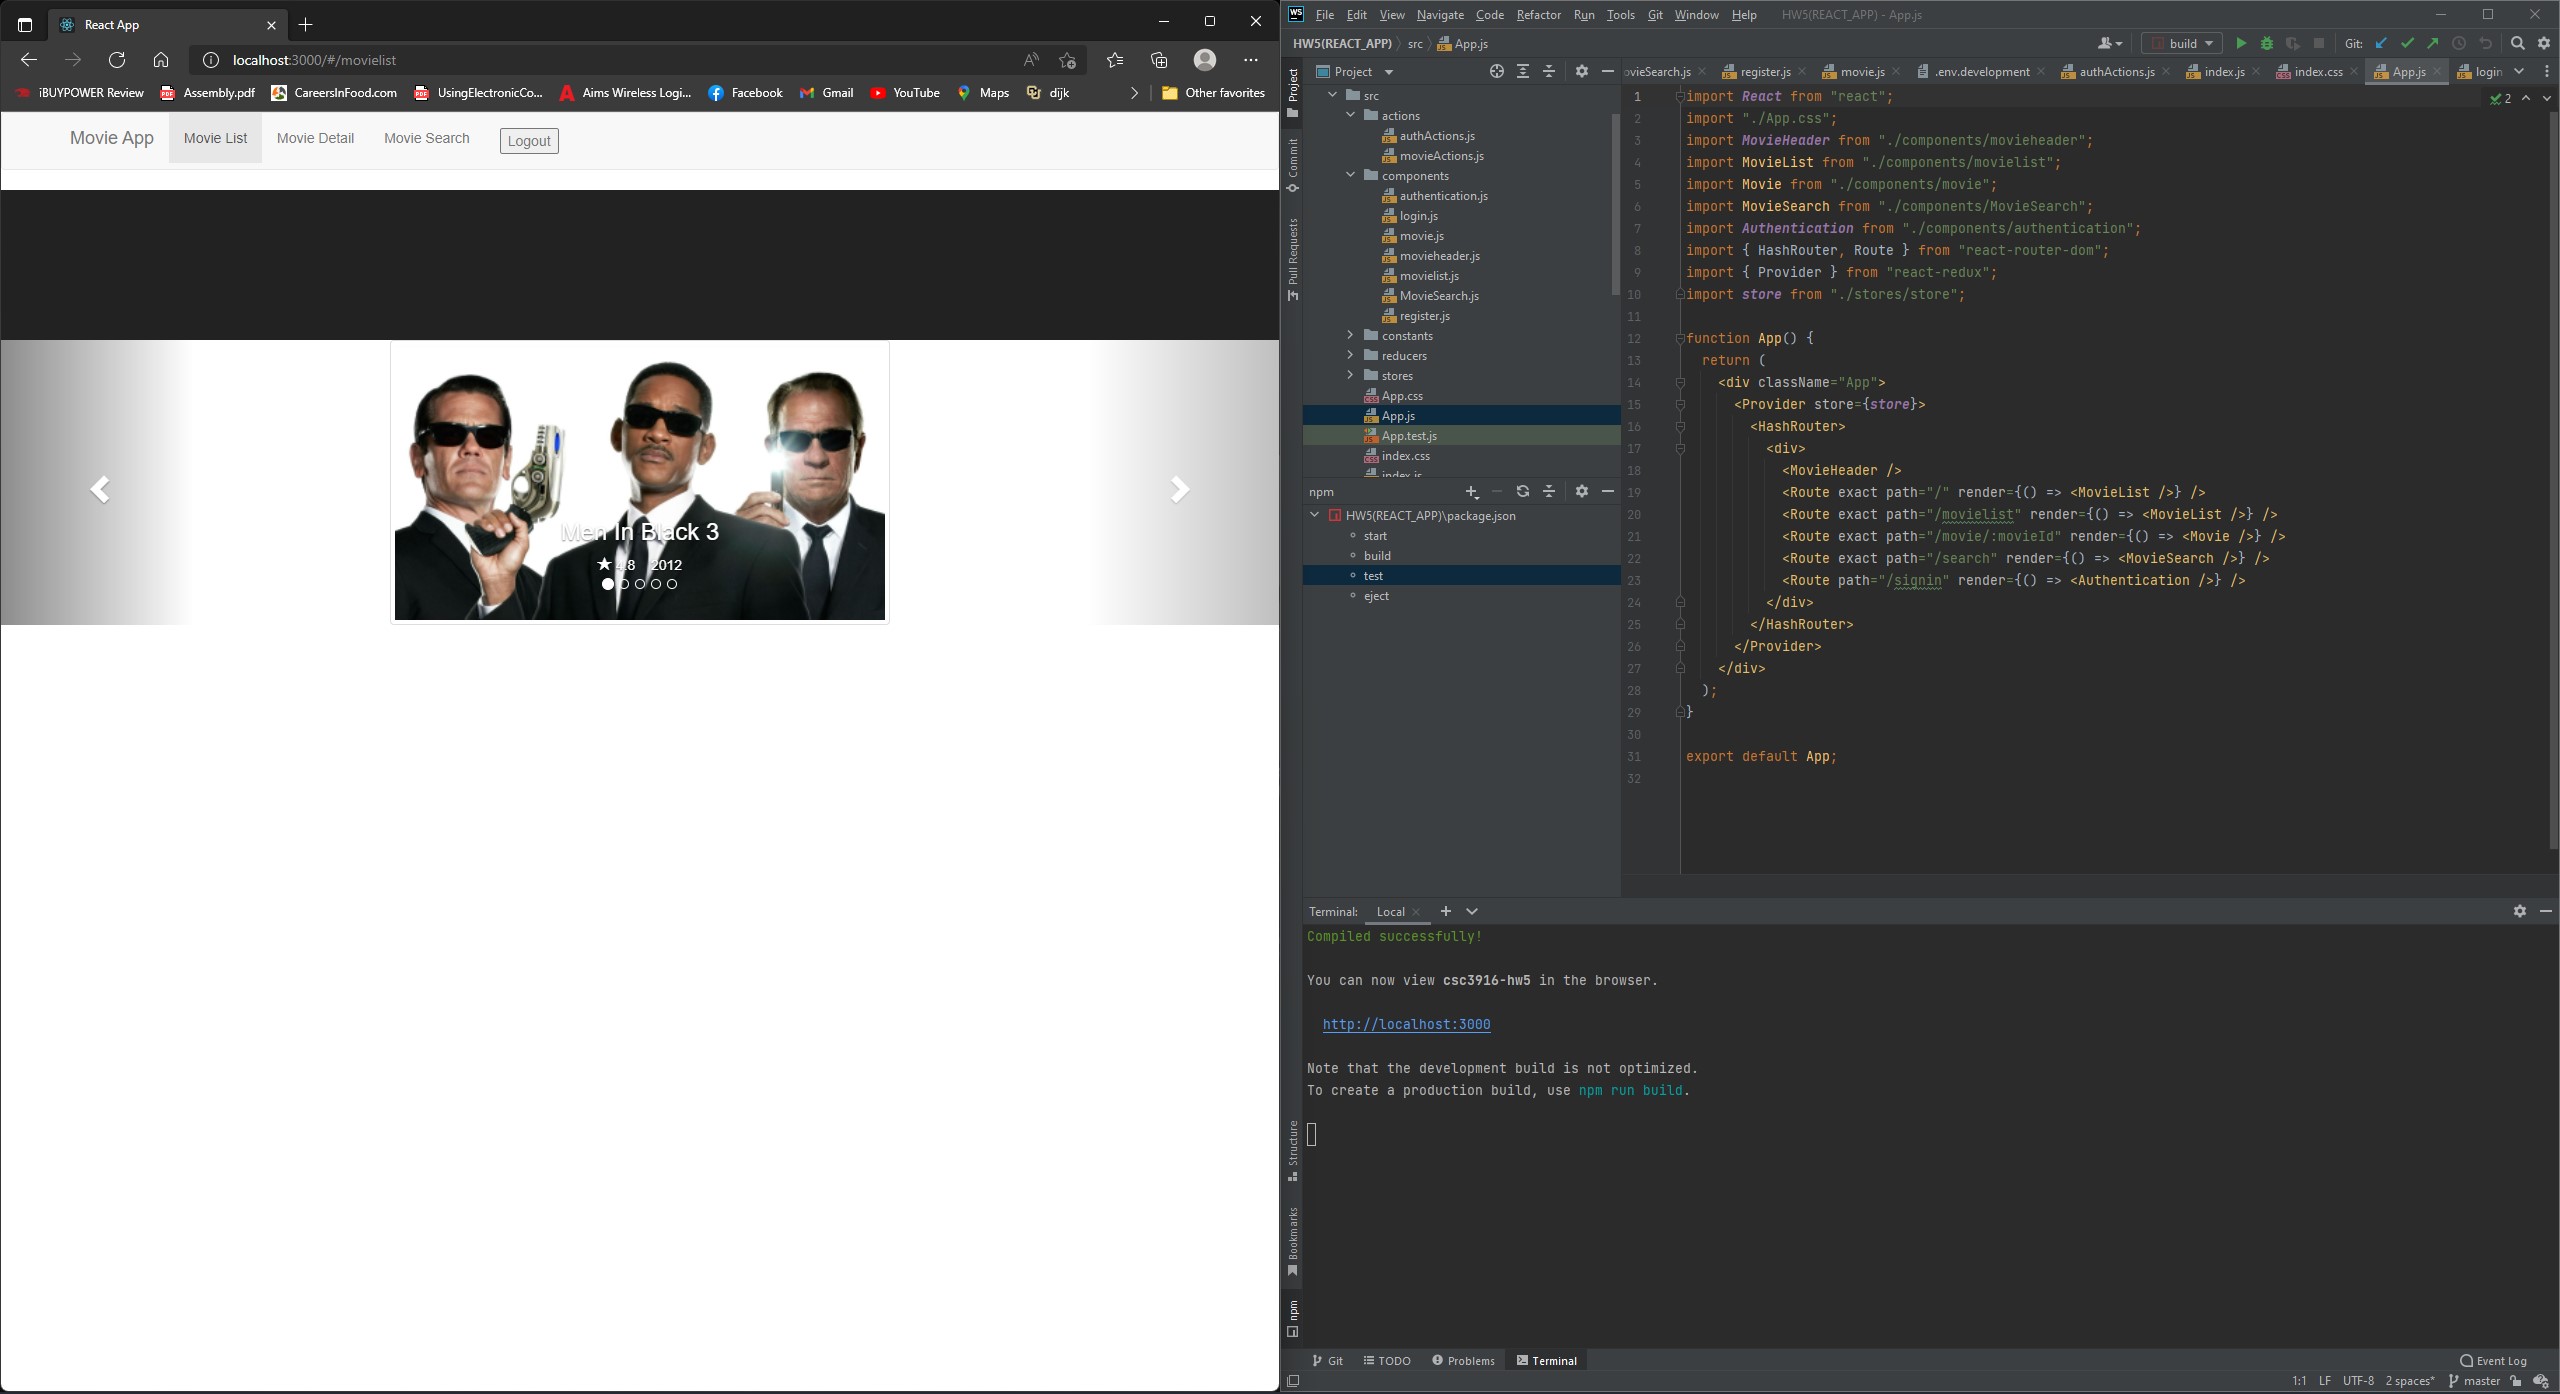 React App
localhost:3000/#/movielist
iBUYPOWER Review
Assembly.pdf
CareersInFood.com
UsingElectronicCo...
Aims Wireless Logi...
Facebook
Gmail
YouTube
Maps
dijk
Other favorites
Movie App
Movie List
Movie Detail
Movie Search
Logout
Men In Black 3
4.8 2012
WS
File Edit View Navigate Code Refactor Run Tools Git Window Help
HW5(REACT_APP) - App.js
HW5(REACT_APP) src App.js
build
Git:
Project
ovieSearch.js register.js movie.js .env.development authActions.js index.js index.css App.js login
2
Project
Commit
Pull Requests
src
actions
authActions.js
movieActions.js
components
authentication.js
login.js
movie.js
movieheader.js
movielist.js
MovieSearch.js
register.js
constants
reducers
stores
App.css
App.js
App.test.js
index.css
index.js
npm
HW5(REACT_APP)\package.json
start
build
test
eject
1 import React from "react";
2 import "./App.css";
3 import MovieHeader from "./components/movieheader";
4 import MovieList from "./components/movielist";
5 import Movie from "./components/movie";
6 import MovieSearch from "./components/MovieSearch";
7 import Authentication from "./components/authentication";
8 import { HashRouter, Route } from "react-router-dom";
9 import { Provider } from "react-redux";
10 import store from "./stores/store";
11
12 function App() {
13 return (
14 <div className="App">
15 <Provider store={store}>
16 <HashRouter>
17 <div>
18 <MovieHeader />
19 <Route exact path="/" render={() => <MovieList />} />
20 <Route exact path="/movielist" render={() => <MovieList />} />
21 <Route exact path="/movie/:movieId" render={() => <Movie />} />
22 <Route exact path="/search" render={() => <MovieSearch />} />
23 <Route path="/signin" render={() => <Authentication />} />
24 </div>
25 </HashRouter>
26 </Provider>
27 </div>
28 );
29 }
30
31 export default App;
32
Terminal: Local
Compiled successfully!
You can now view csc3916-hw5 in the browser.
http://localhost:3000
Note that the development build is not optimized.
To create a production build, use npm run build.
Structure
Bookmarks
npm
Git TODO Problems Terminal
Event Log
1:1 LF UTF-8 2 spaces* master